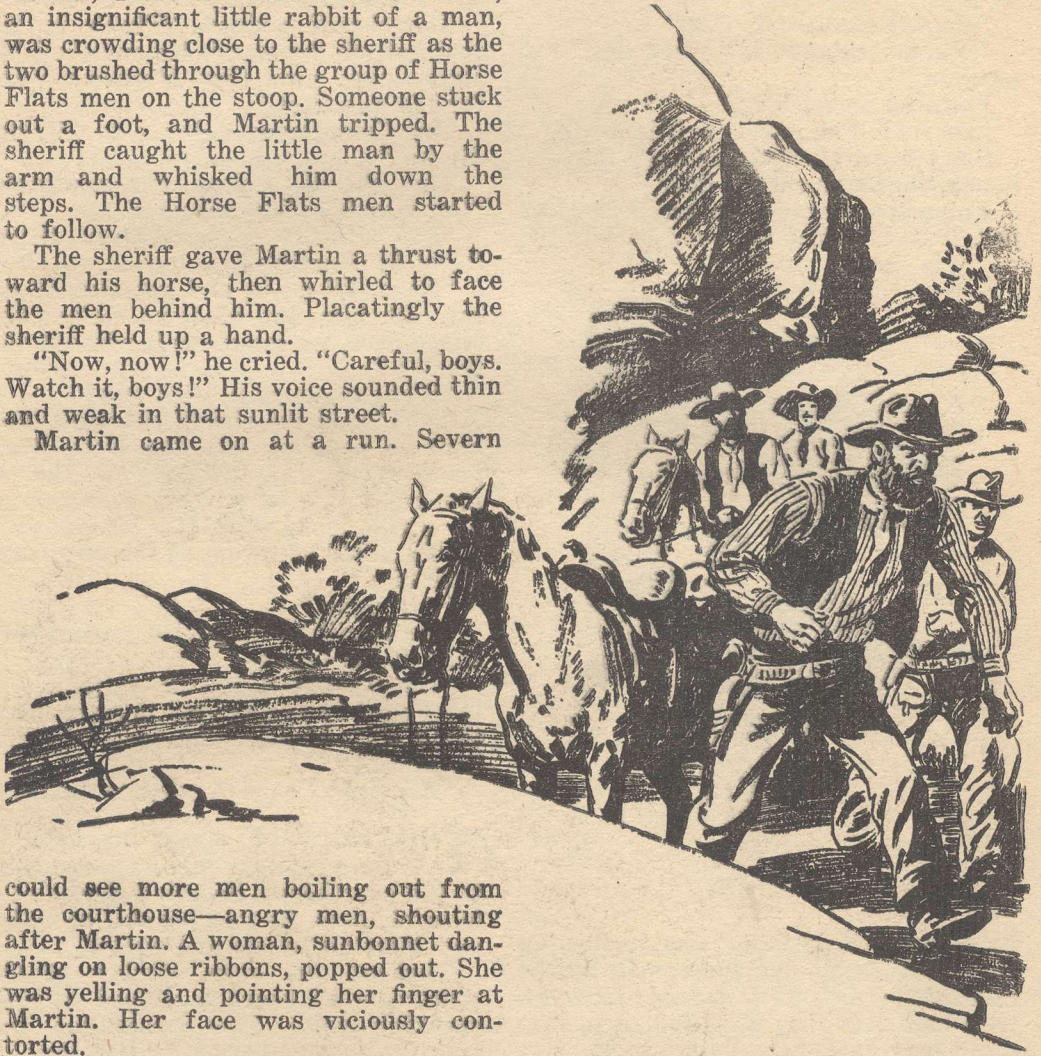 an insignificant little rabbit of a man,
was crowding close to the sheriff as the
two brushed through the group of Horse
Flats men on the stoop. Someone stuck
out a foot, and Martin tripped. The
sheriff caught the little man by the
arm and whisked him down the
steps. The Horse Flats men started
to follow.
The sheriff gave Martin a thrust to-
ward his horse, then whirled to face
the men behind him. Placatingly the
sheriff held up a hand.
“Now, now!” he cried. “Careful, boys.
Watch it, boys!” His voice sounded thin
and weak in that sunlit street.
Martin came on at a run. Severn
could see more men boiling out from
the courthouse—angry men, shouting
after Martin. A woman, sunbonnet dan-
gling on loose ribbons, popped out. She
was yelling and pointing her finger at
Martin. Her face was viciously con-
torted.